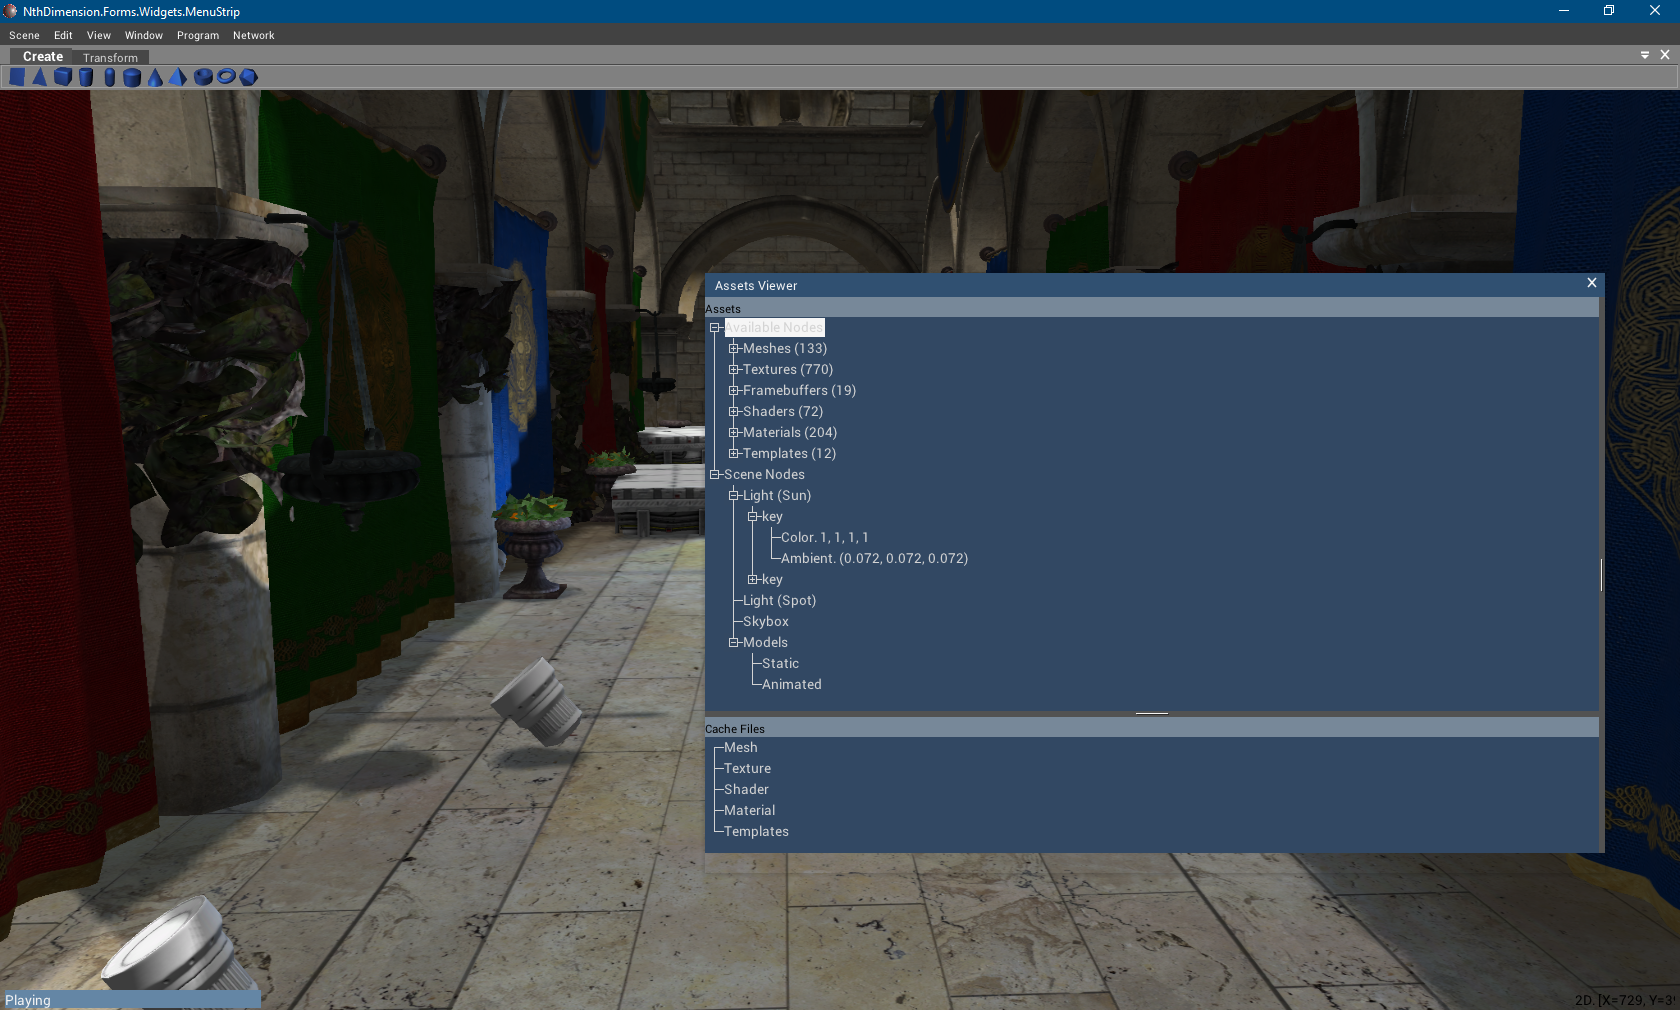 NthDimension.Forms.Widgets.MenuStrip
Scene Edit View Window Program Network
Create Transform
Assets Viewer
Assets
Available Nodes
Meshes (133)
Textures (770)
Framebuffers (19)
Shaders (72)
Materials (204)
Templates (12)
Scene Nodes
Light (Sun)
key
Color. 1, 1, 1, 1
Ambient. (0.072, 0.072, 0.072)
key
Light (Spot)
Skybox
Models
Static
Animated
Cache Files
Mesh
Texture
Shader
Material
Templates
Playing
2D. [X=729, Y=3